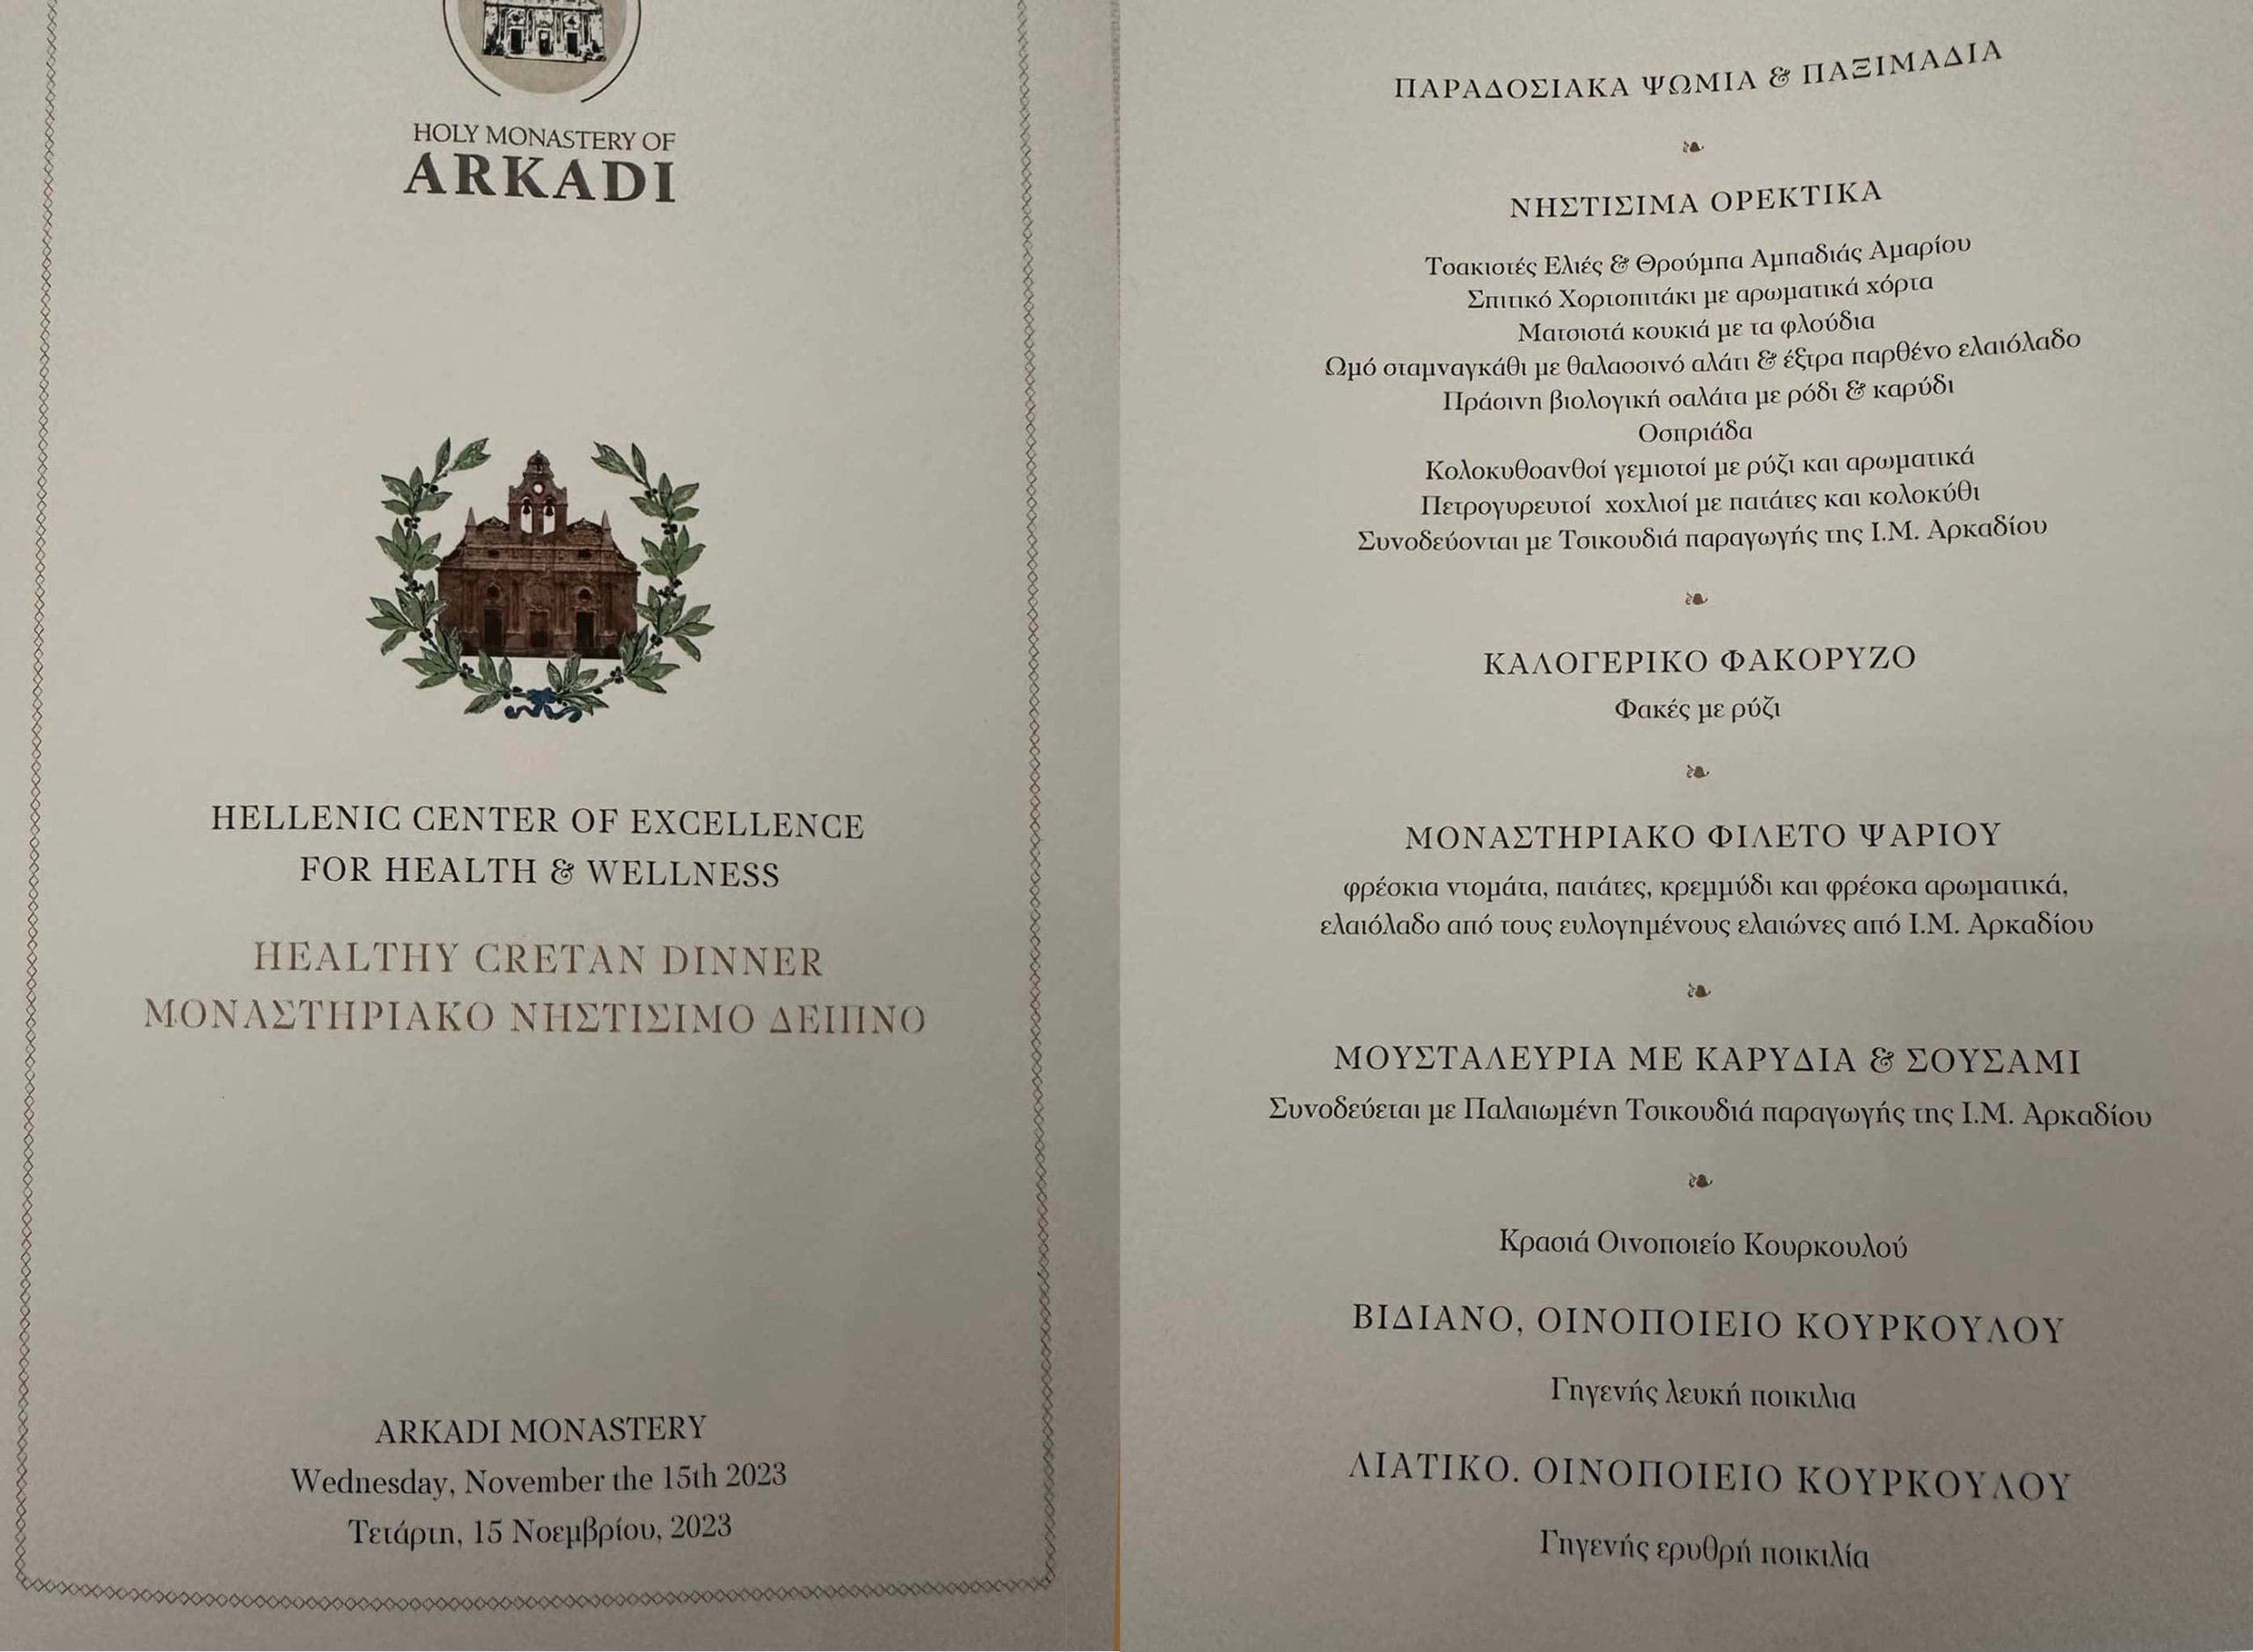 HOLY MONASTERY OF
ARKADI
HELLENIC CENTER OF EXCELLENCE
FOR HEALTH & WELLNESS
HEALTHY CRETAN DINNER
ΜΟΝΑΣΤΗΡΙΑΚΟ ΝΗΣΤΙΣΙΜΟ ΔΕΙΠΝΟ
ARKADI MONASTERY
Wednesday, November the 15th 2023
Τετάρτη, 15 Νοεμβρίου, 2023
ΠΑΡΑΔΟΣΙΑΚΑ ΨΩΜΙΑ & ΠΑΞΙΜΑΔΙΑ
ΝΗΣΤΙΣΙΜΑ ΟΡΕΚΤΙΚΑ
Τσακιστές Ελιές & Θρούμπα Αμπαδιάς Αμαρίου
Σπιτικό Χορτοπιτάκι με αρωματικά χόρτα
Ματσιστά κουκιά με τα φλούδια
Ωμό σταμναγκάθι με θαλασσινό αλάτι & έξτρα παρθένο ελαιόλαδο
Πράσινη βιολογική σαλάτα με ρόδι & καρύδι
Οσπριάδα
Κολοκυθοανθοί γεμιστοί με ρύζι και αρωματικά
Πετρογυρευτοί χοχλιοί με πατάτες και κολοκύθι
Συνοδεύονται με Τσικουδιά παραγωγής της Ι.Μ. Αρκαδίου
ΚΑΛΟΓΕΡΙΚΟ ΦΑΚΟΡΥΖΟ
Φακές με ρύζι
ΜΟΝΑΣΤΗΡΙΑΚΟ ΦΙΛΕΤΟ ΨΑΡΙΟΥ
φρέσκια ντομάτα, πατάτες, κρεμμύδι και φρέσκα αρωματικά,
ελαιόλαδο από τους ευλογημένους ελαιώνες από Ι.Μ. Αρκαδίου
ΜΟΥΣΤΑΛΕΥΡΙΑ ΜΕ ΚΑΡΥΔΙΑ & ΣΟΥΣΑΜΙ
Συνοδεύεται με Παλαιωμένη Τσικουδιά παραγωγής της Ι.Μ. Αρκαδίου
Κρασιά Οινοποιείο Κουρκουλού
ΒΙΔΙΑΝΟ, ΟΙΝΟΠΟΙΕΙΟ ΚΟΥΡΚΟΥΛΟΥ
Γηγενής λευκή ποικιλια
ΛΙΑΤΙΚΟ. ΟΙΝΟΠΟΙΕΙΟ ΚΟΥΡΚΟΥΛΟΥ
Γηγενής ερυθρή ποικιλία